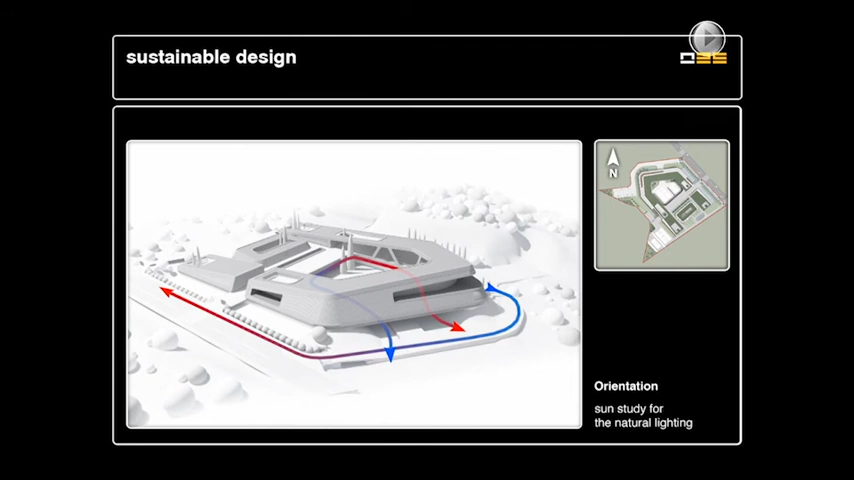 sustainable design
N
Orientation
sun study for
the natural lighting